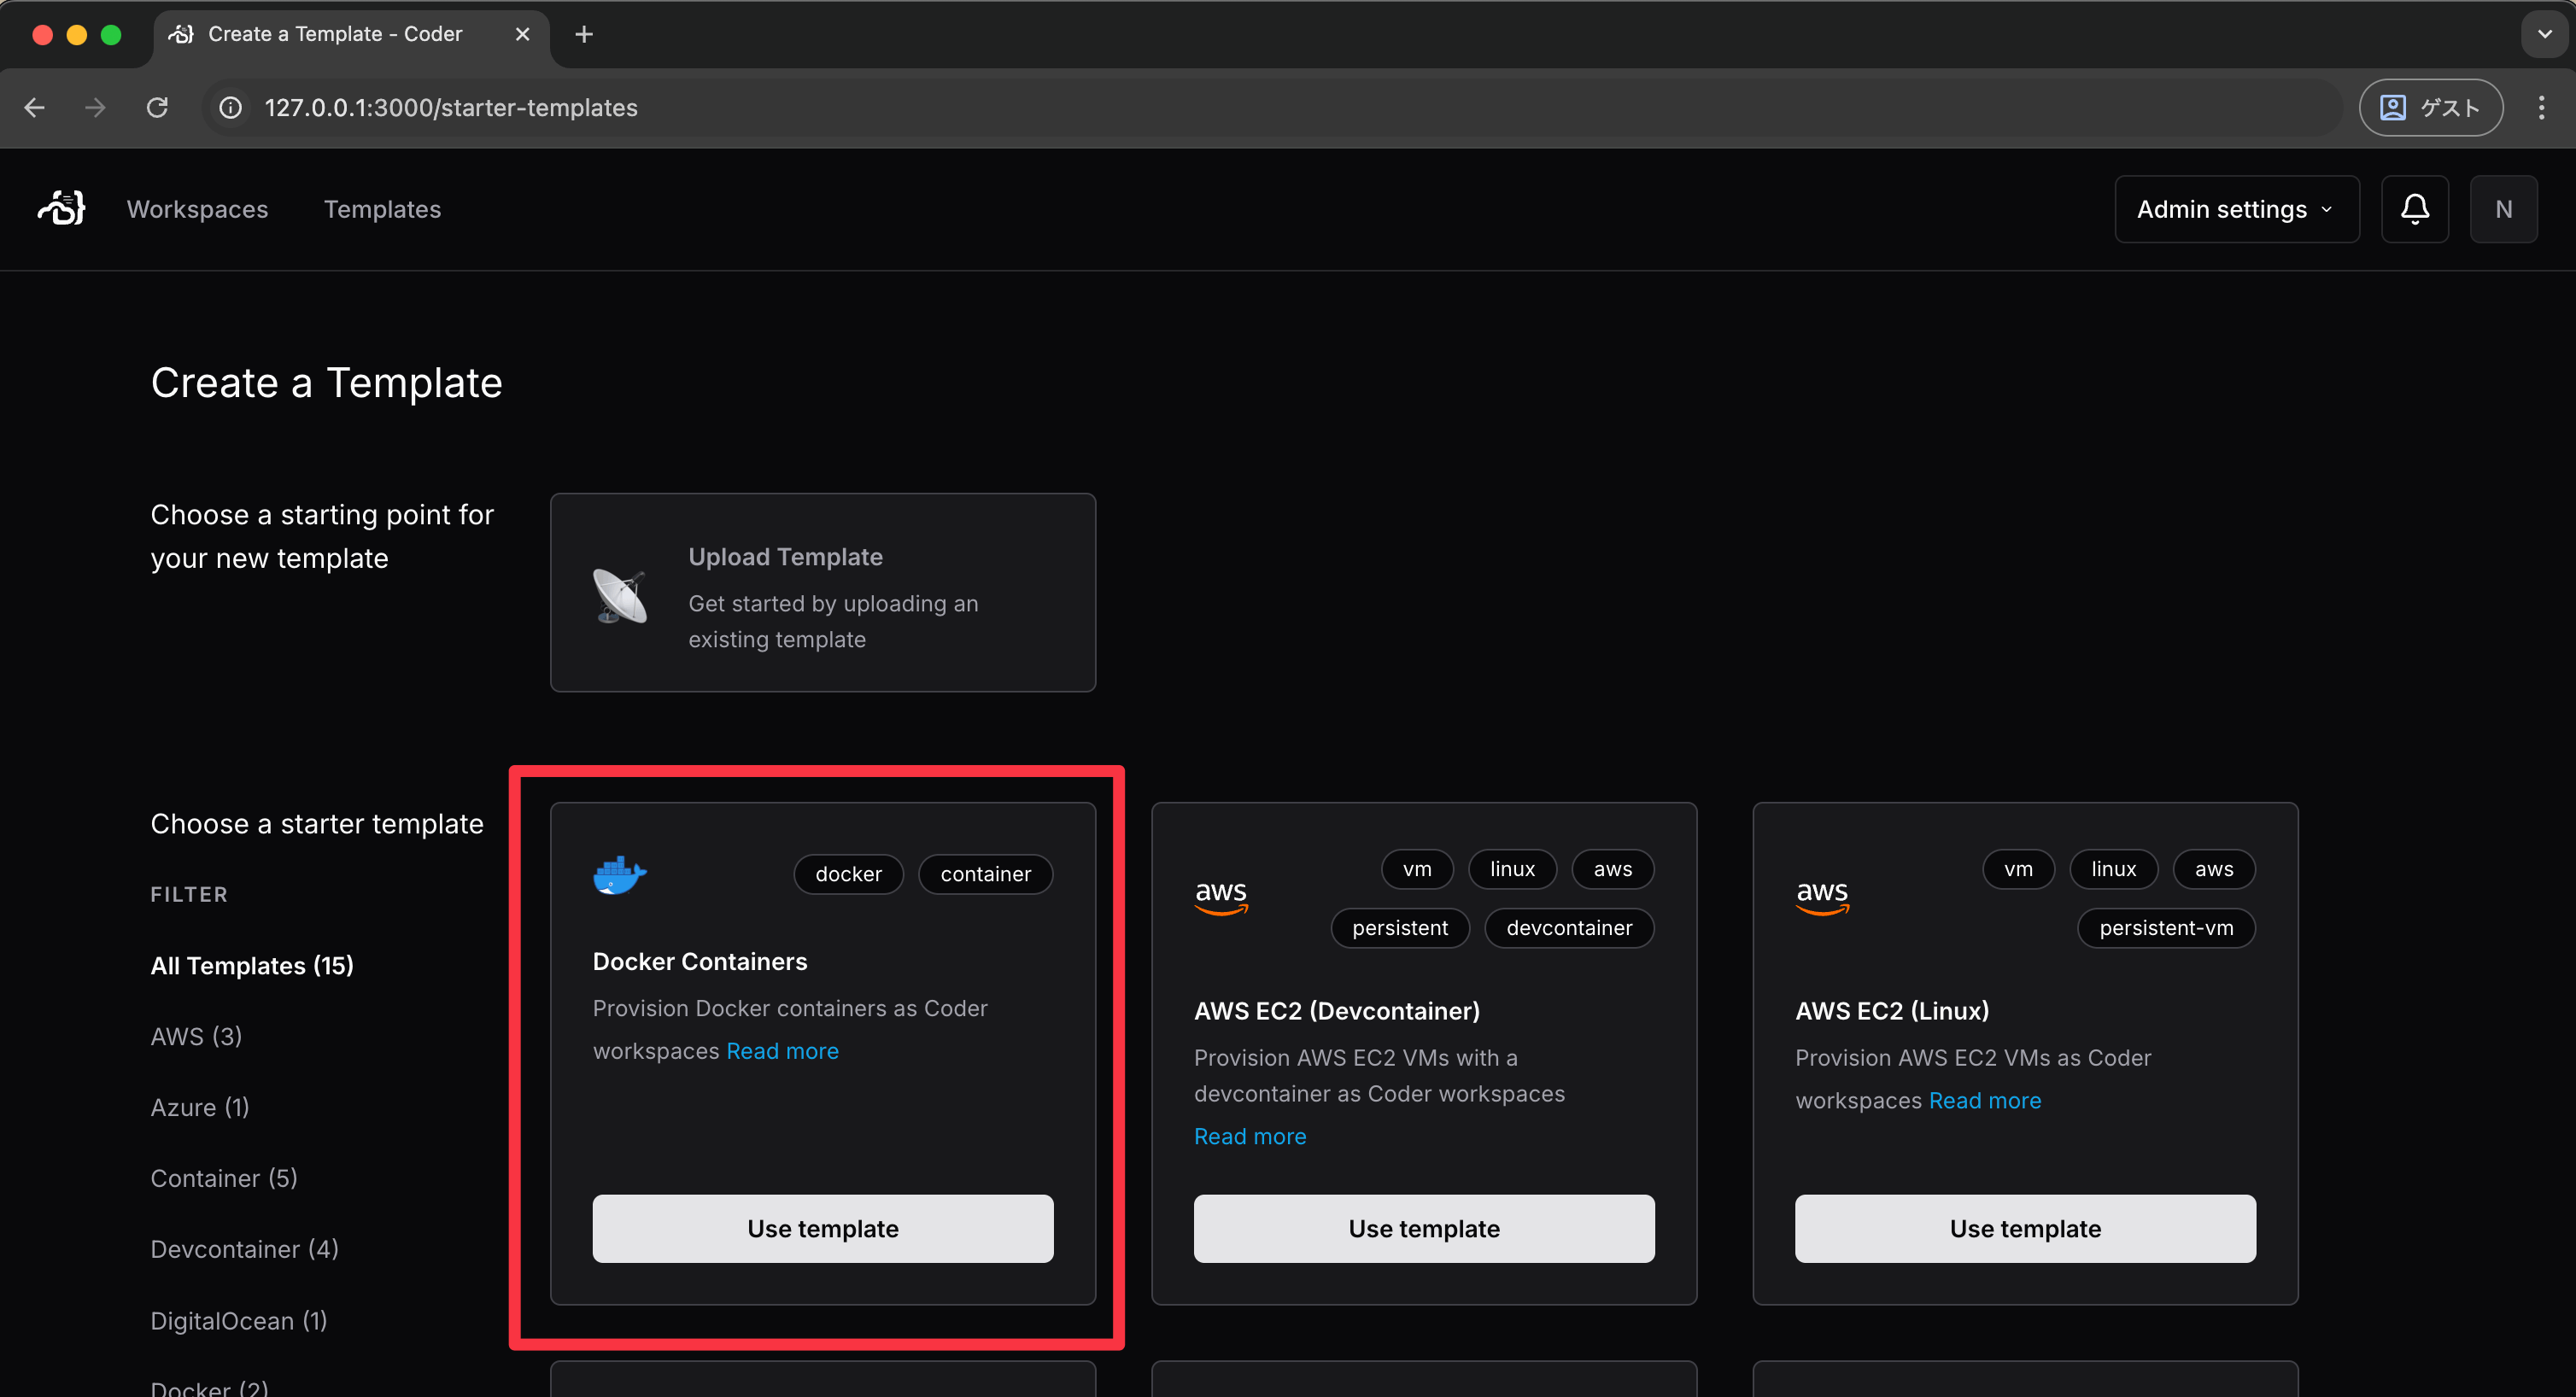 Create a Template - Coder
127.0.0.1:3000/starter-templates
ゲスト
Workspaces
Templates
Admin settings
N
Create a Template
Choose a starting point for
your new template
Upload Template
Get started by uploading an
existing template
Choose a starter template
FILTER
All Templates (15)
AWS (3)
Azure (1)
Container (5)
Devcontainer (4)
DigitalOcean (1)
Docker (2)
docker
container
Docker Containers
Provision Docker containers as Coder
workspaces Read more
Use template
aws
vm
linux
aws
persistent
devcontainer
AWS EC2 (Devcontainer)
Provision AWS EC2 VMs with a
devcontainer as Coder workspaces
Read more
Use template
aws
vm
linux
aws
persistent-vm
AWS EC2 (Linux)
Provision AWS EC2 VMs as Coder
workspaces Read more
Use template